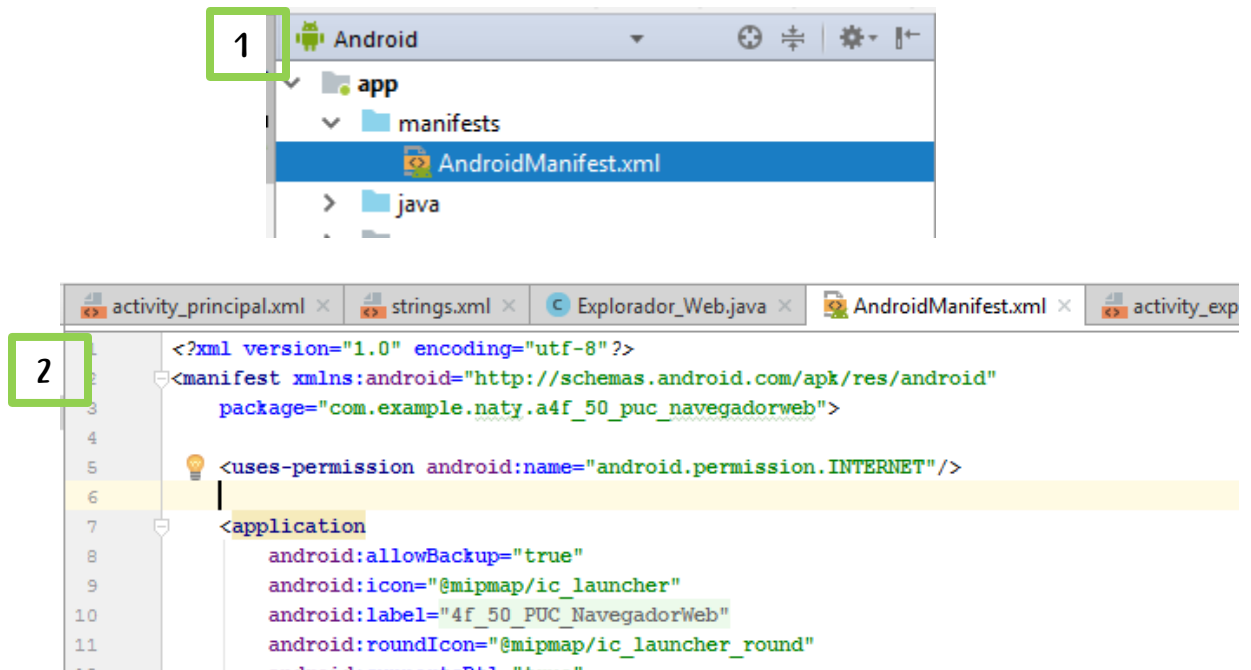 1
Android
app
manifests
AndroidManifest.xml
java
activity_principal.xml strings.xml C Explorador_Web.java AndroidManifest.xml activity_exp
2
1 <?xml version="1.0" encoding="utf-8"?>
2 <manifest xmlns:android="http://schemas.android.com/apk/res/android"
3 package="com.example.naty.a4f_50_puc_navegadorweb">
4
5 <uses-permission android:name="android.permission.INTERNET"/>
6
7 <application
8 android:allowBackup="true"
9 android:icon="@mipmap/ic_launcher"
10 android:label="4f_50_PUC_NavegadorWeb"
11 android:roundIcon="@mipmap/ic_launcher_round"